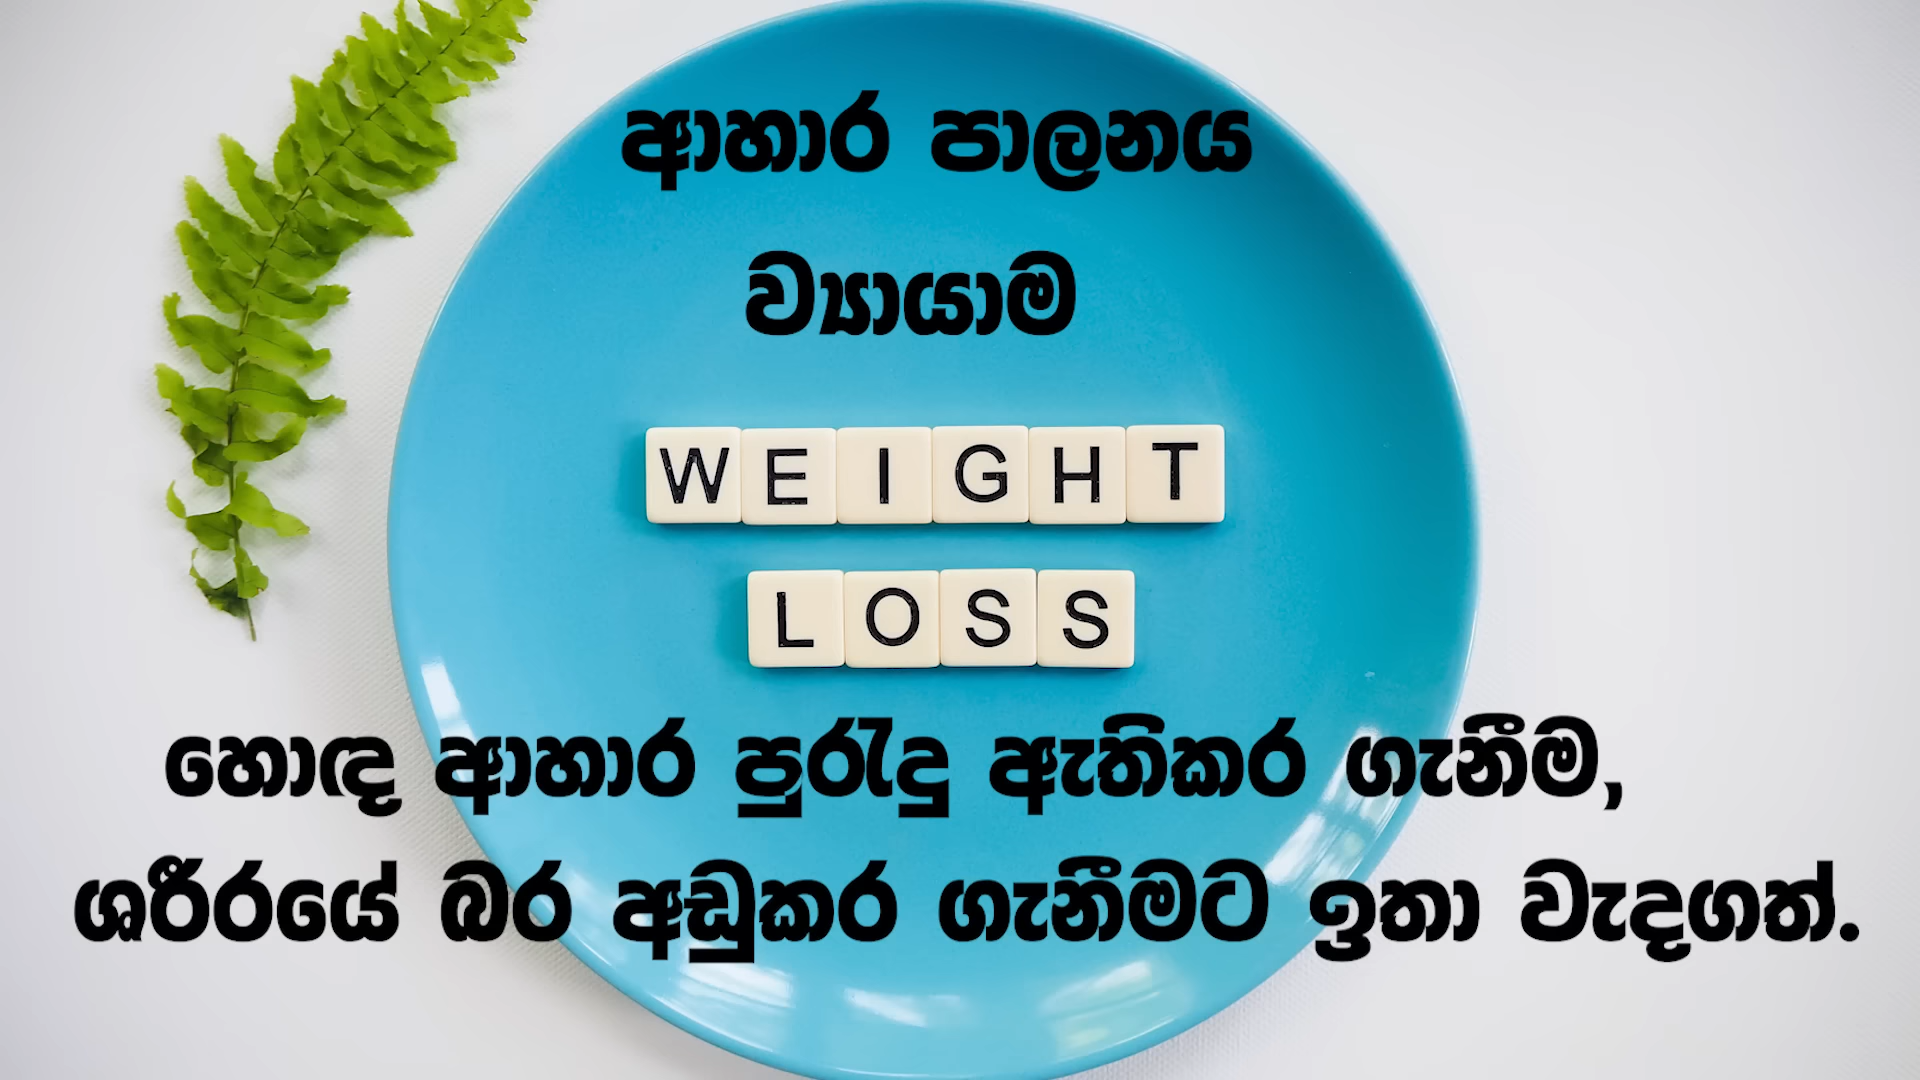 ආහාර පාලනය
ව්‍යායාම
WEIGHT
LOSS
හොඳ ආහාර පුරුදු ඇතිකර ගැනීම,
ශරීරයේ බර අඩුකර ගැනීමට ඉතා වැදගත්.